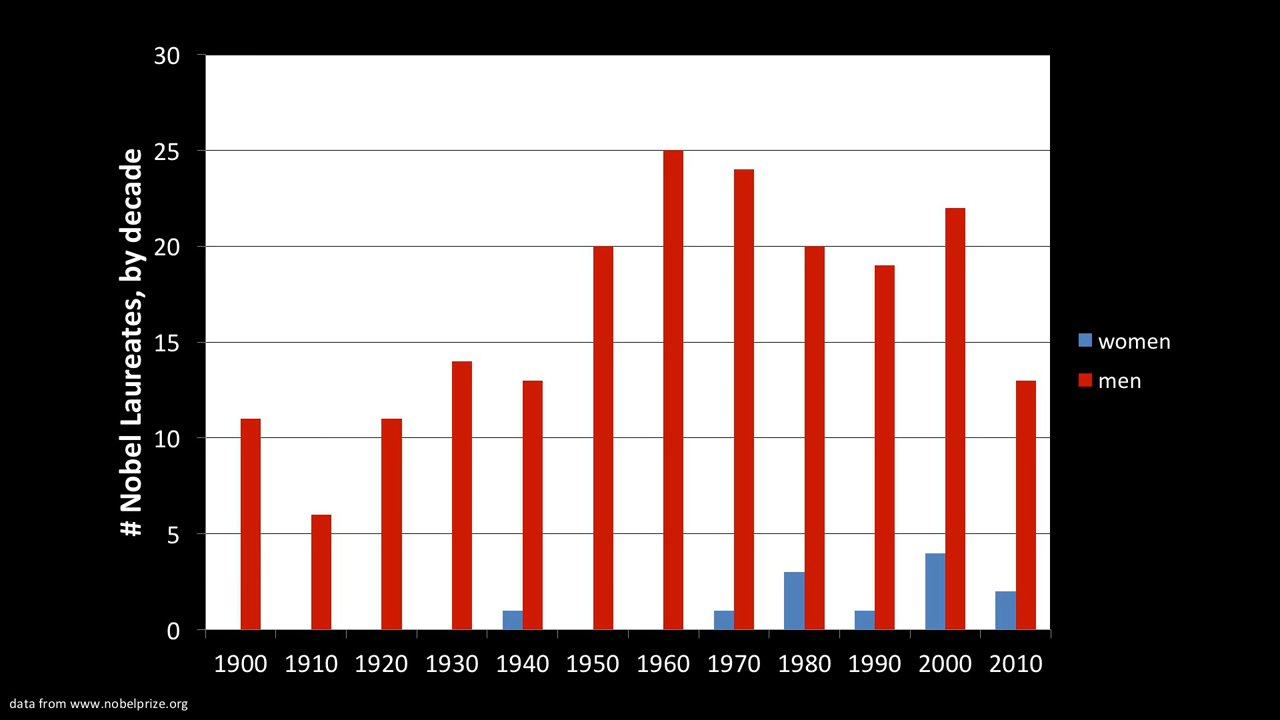 # Nobel Laureates, by decade
30
25
20
15
10
5
0
1900 1910 1920 1930 1940 1950 1960 1970 1980 1990 2000 2010
women
men
data from www.nobelprize.org